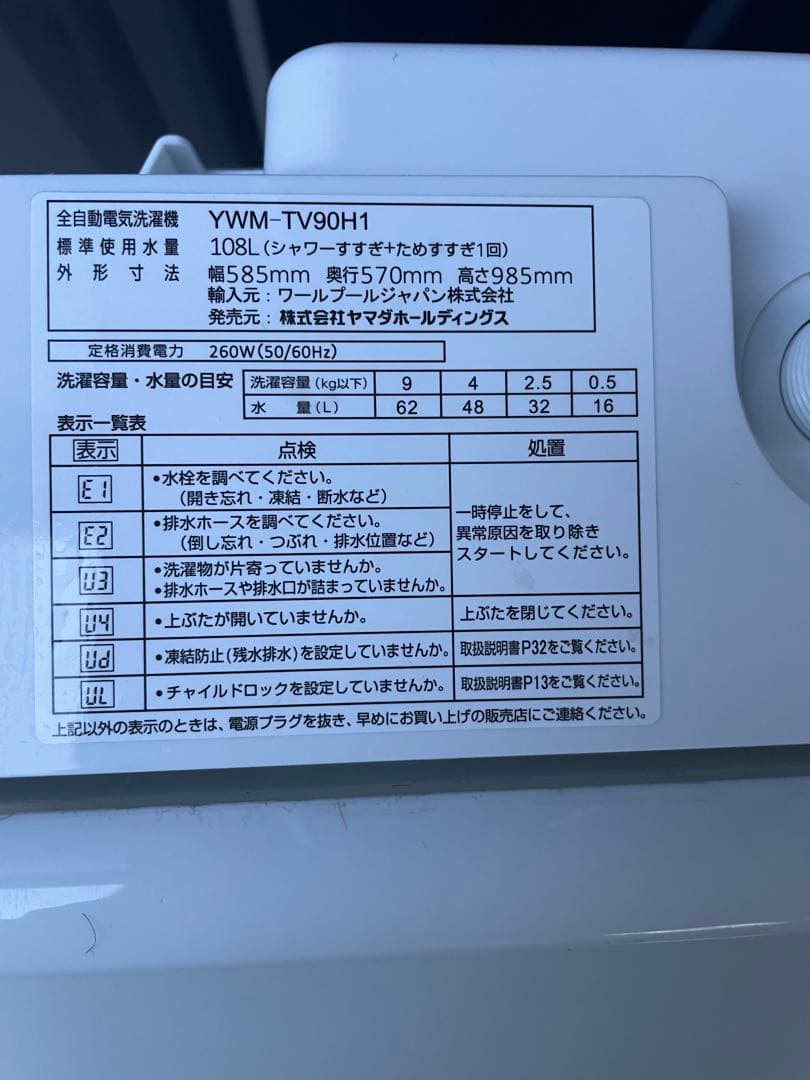 全自動電気洗濯機 YWM-TV90H1
標準使用水量 108L(シャワーすすぎ+ためすすぎ1回)
外形寸法 幅585mm 奥行570mm 高さ985mm
輸入元：ワールプールジャパン株式会社
発売元：株式会社ヤマダホールディングス
定格消費電力 260W(50/60Hz)
洗濯容量・水量の目安 洗濯容量(kg以下) 9 4 2.5 0.5
水量(L) 62 48 32 16
表示一覧表
表示 点検 処置
E1 •水栓を調べてください。
(開き忘れ・凍結・断水など)
E2 •排水ホースを調べてください。
(倒し忘れ・つぶれ・排水位置など)
U3 •洗濯物が片寄っていませんか。
•排水ホースや排水口が詰まっていませんか。
一時停止をして、
異常原因を取り除き
スタートしてください。
U4 •上ぶたが開いていませんか。 上ぶたを閉じてください。
Ud •凍結防止(残水排水)を設定していませんか。 取扱説明書P32をご覧ください。
UL •チャイルドロックを設定していませんか。 取扱説明書P13をご覧ください。
上記以外の表示のときは、電源プラグを抜き、早めにお買い上げの販売店にご連絡ください。